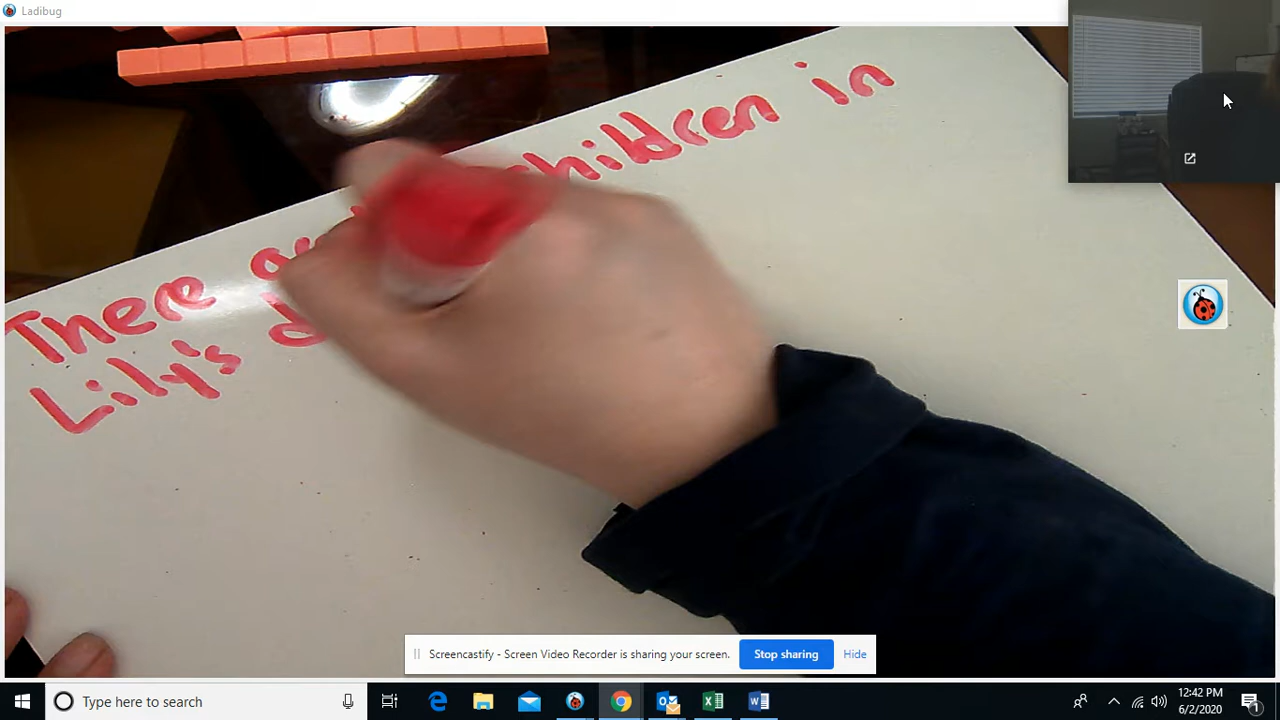 Ladibug
There children in
Lily's
Screencastify - Screen Video Recorder is sharing your screen.
Stop sharing
Hide
Type here to search
12:42 PM
6/2/2020